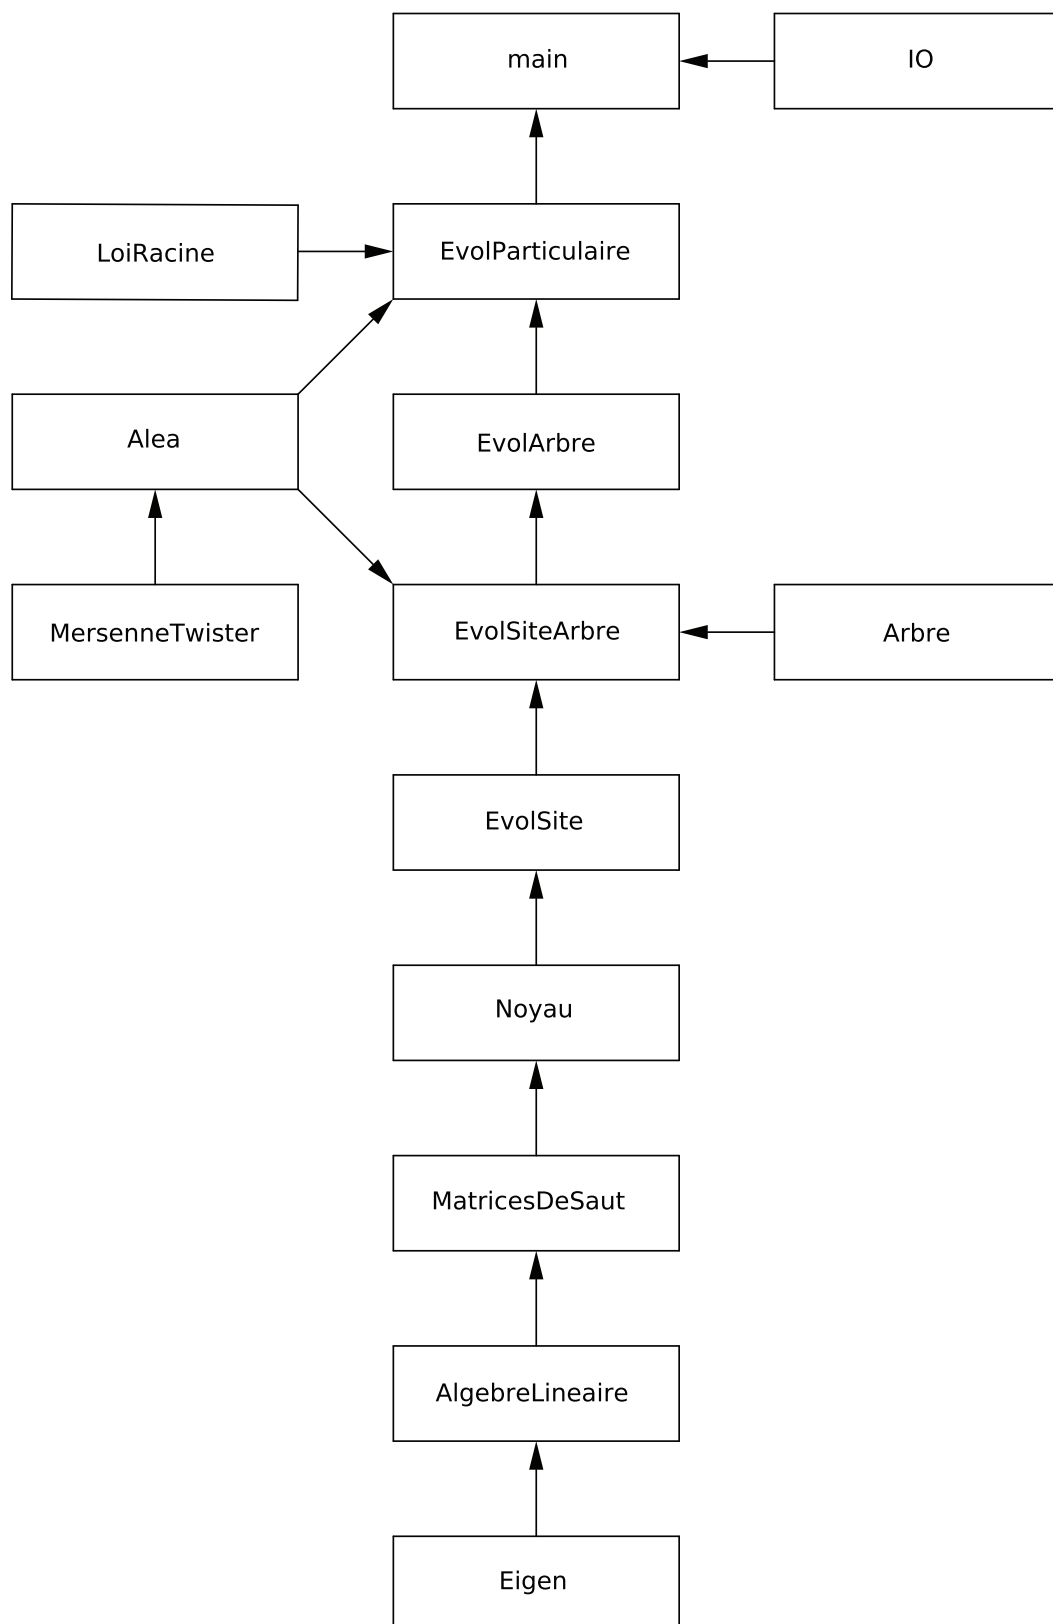 main
IO
LoiRacine
EvolParticulaire
Alea
EvolArbre
MersenneTwister
EvolSiteArbre
Arbre
EvolSite
Noyau
MatricesDeSaut
AlgebreLineaire
Eigen